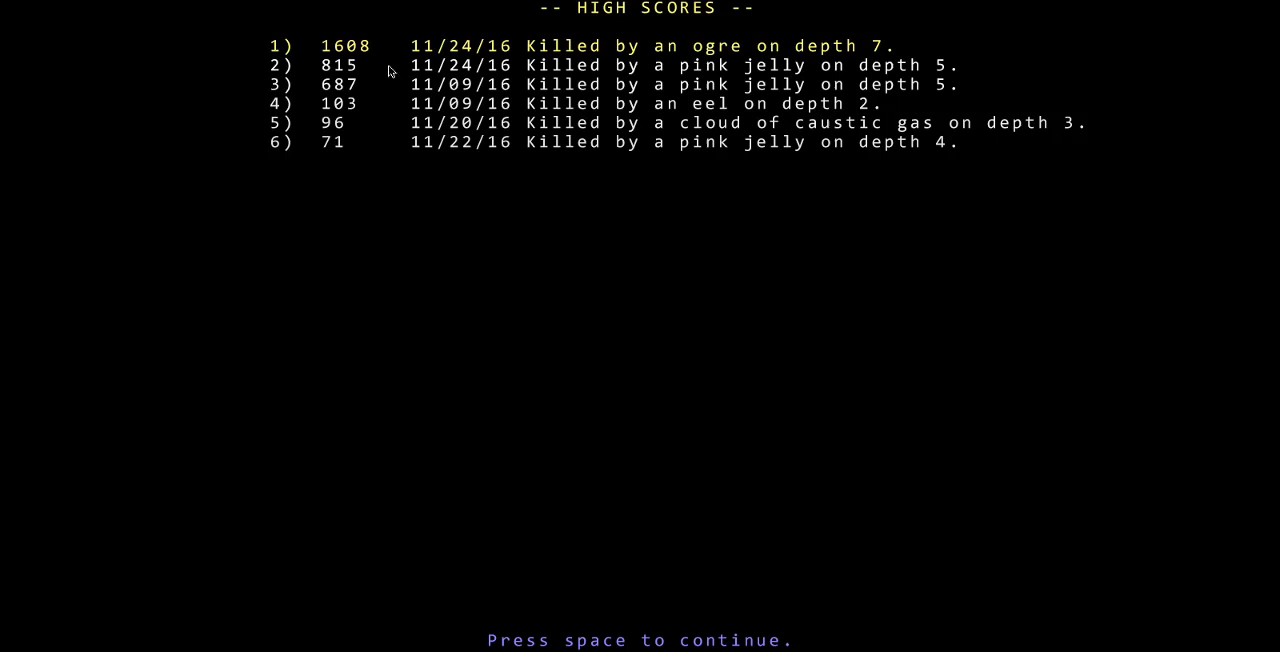 -- HIGH SCORES --
1) 1608 11/24/16 Killed by an ogre on depth 7.
2) 815 11/24/16 Killed by a pink jelly on depth 5.
3) 687 11/09/16 Killed by a pink jelly on depth 5.
4) 103 11/09/16 Killed by an eel on depth 2.
5) 96 11/20/16 Killed by a cloud of caustic gas on depth 3.
6) 71 11/22/16 Killed by a pink jelly on depth 4.
Press space to continue.